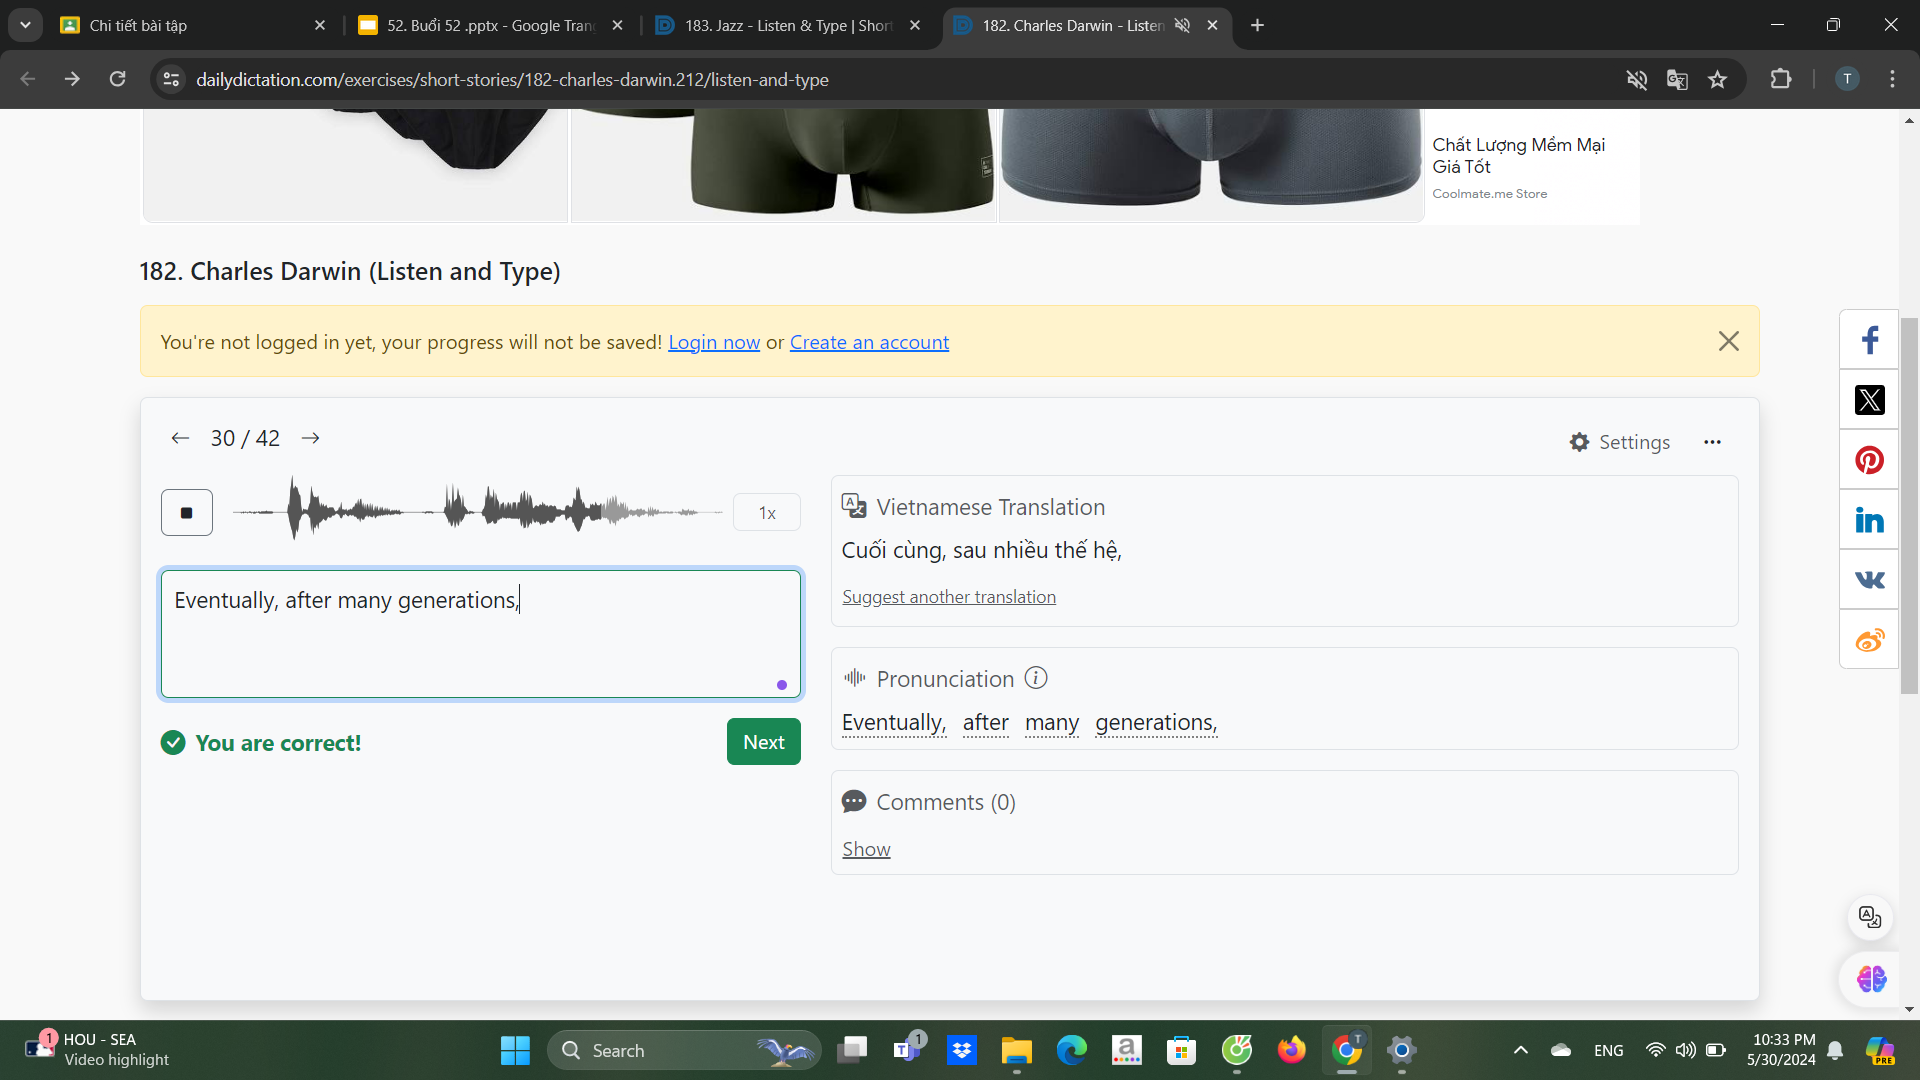 Chi tiết bài tập
52. Buổi 52 .pptx - Google Tran
183. Jazz - Listen & Type | Shor
182. Charles Darwin - Listen
dailydictation.com/exercises/short-stories/182-charles-darwin.212/listen-and-type
T
Chất Lượng Mềm Mại
Giá Tốt
Coolmate.me Store
182. Charles Darwin (Listen and Type)
You're not logged in yet, your progress will not be saved! Login now or Create an account
30 / 42
Settings
1x
Vietnamese Translation
Cuối cùng, sau nhiều thế hệ,
Suggest another translation
Eventually, after many generations,
Pronunciation
Eventually, after many generations,
You are correct!
Next
Comments (0)
Show
1
HOU - SEA
Video highlight
Search
1
T
ENG
10:33 PM
5/30/2024
PRE